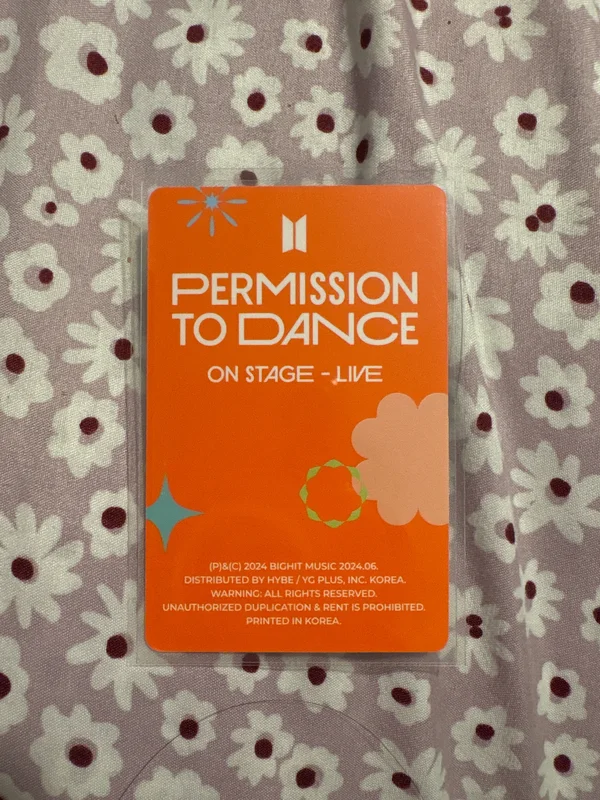 PERMISSION
TO DANCE
ON STAGE - LIVE
(P)&(C) 2024 BIGHIT MUSIC 2024.06.
DISTRIBUTED BY HYBE / YG PLUS, INC. KOREA.
WARNING: ALL RIGHTS RESERVED.
UNAUTHORIZED DUPLICATION & RENT IS PROHIBITED.
PRINTED IN KOREA.